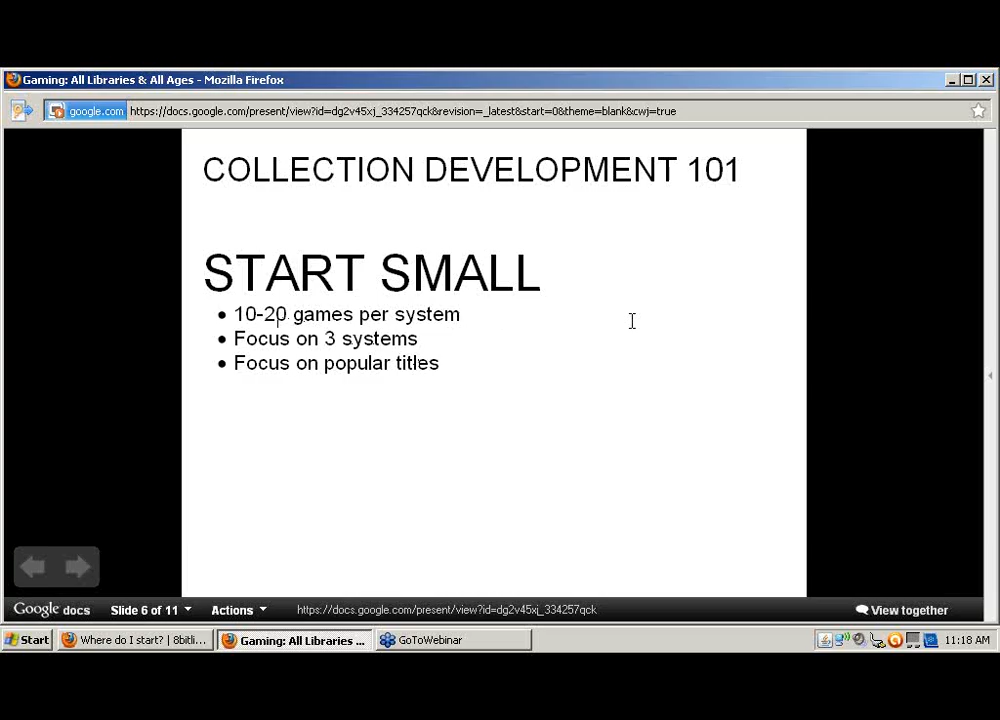 Gaming: All Libraries & All Ages - Mozilla Firefox
google.com https://docs.google.com/present/view?id=dg2v45xj_334257qck&revision=_latest&start=0&theme=blank&cwj=true
COLLECTION DEVELOPMENT 101
START SMALL
• 10-20 games per system
• Focus on 3 systems
• Focus on popular titles
Google docs Slide 6 of 11 Actions https://docs.google.com/present/view?id=dg2v45xj_334257qck View together
Start Where do I start? | 8bitli... Gaming: All Libraries ... GoToWebinar 11:18 AM